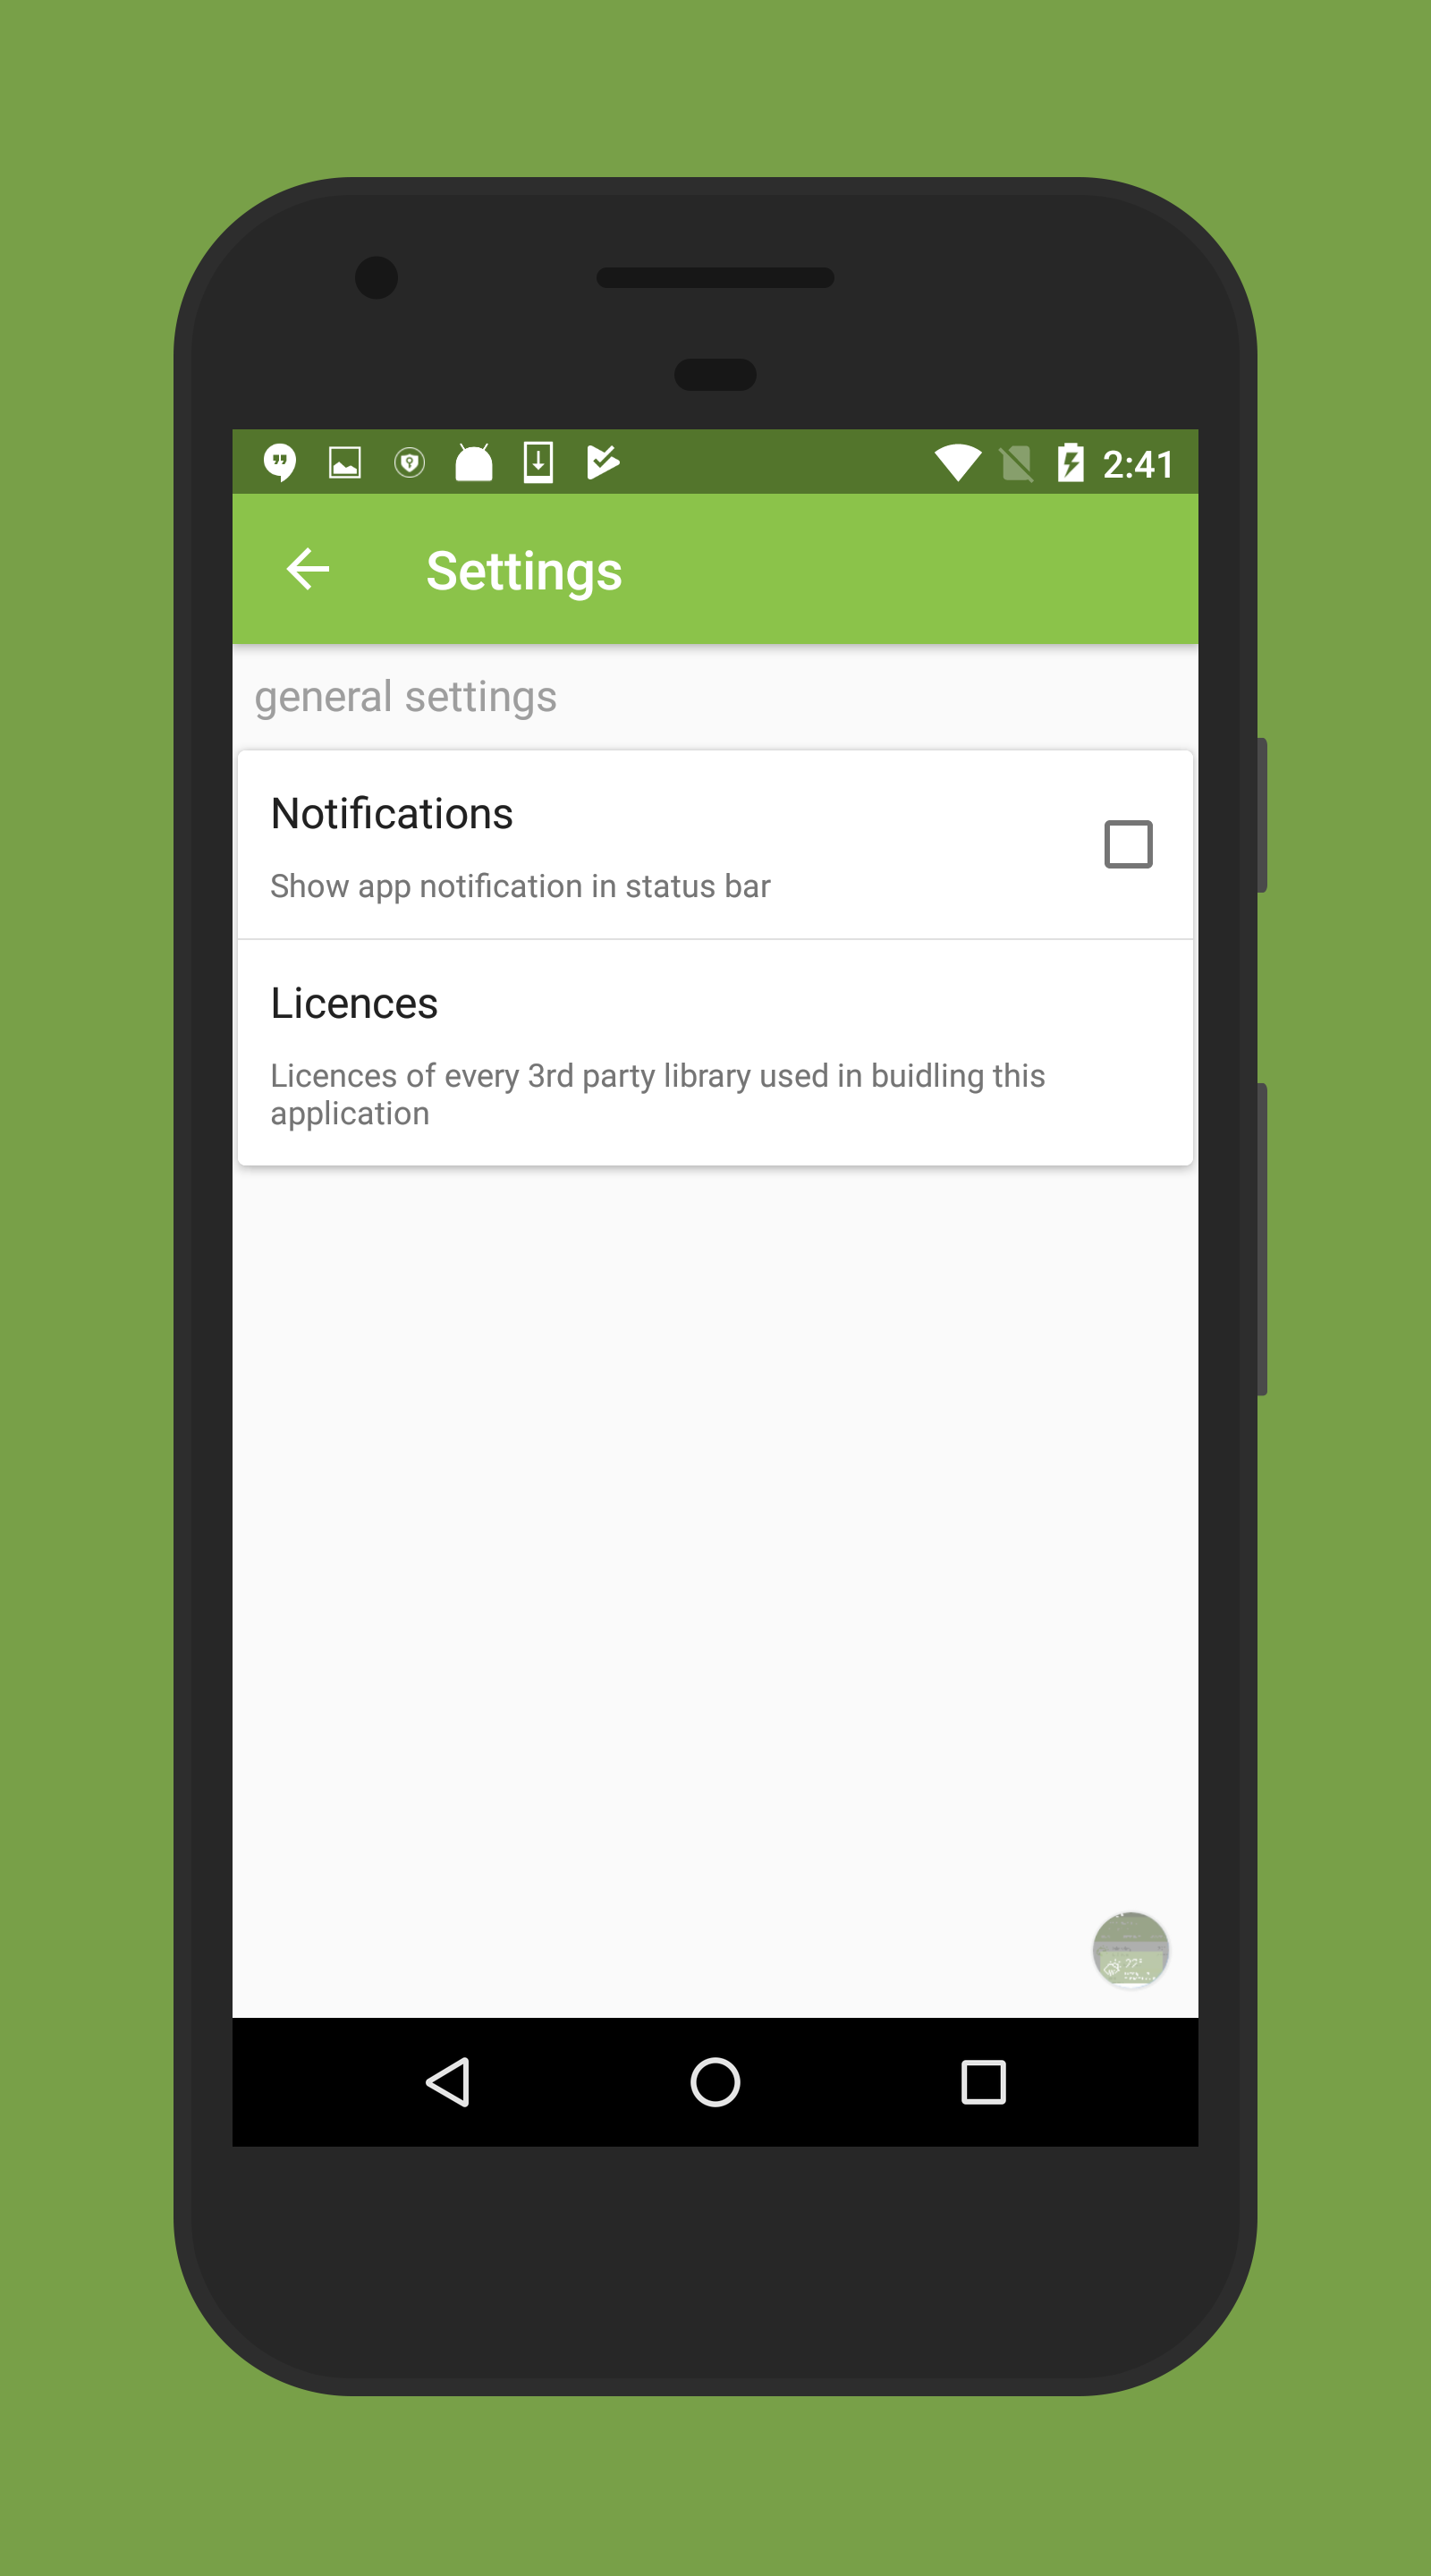 2:41
Settings
general settings
Notifications
Show app notification in status bar
Licences
Licences of every 3rd party library used in buidling this
application